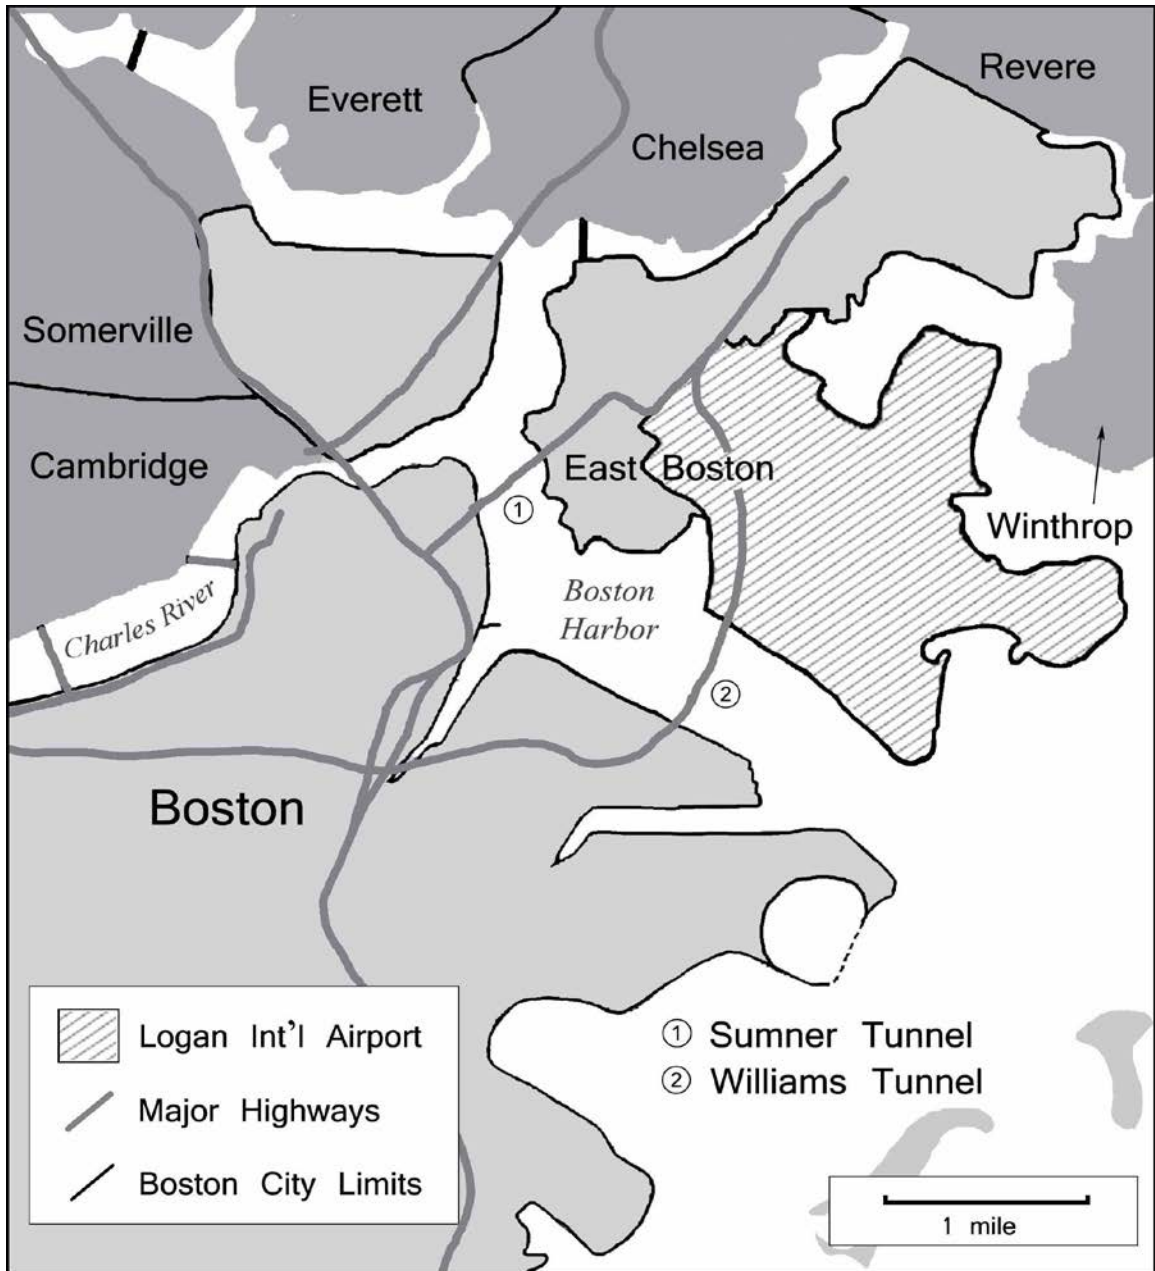 Revere
Everett
Chelsea
Somerville
Cambridge
East Boston
1
Winthrop
Charles River
Boston
Harbor
2
Boston
Logan Int'l Airport
Major Highways
Boston City Limits
1 Sumner Tunnel
2 Williams Tunnel
1 mile